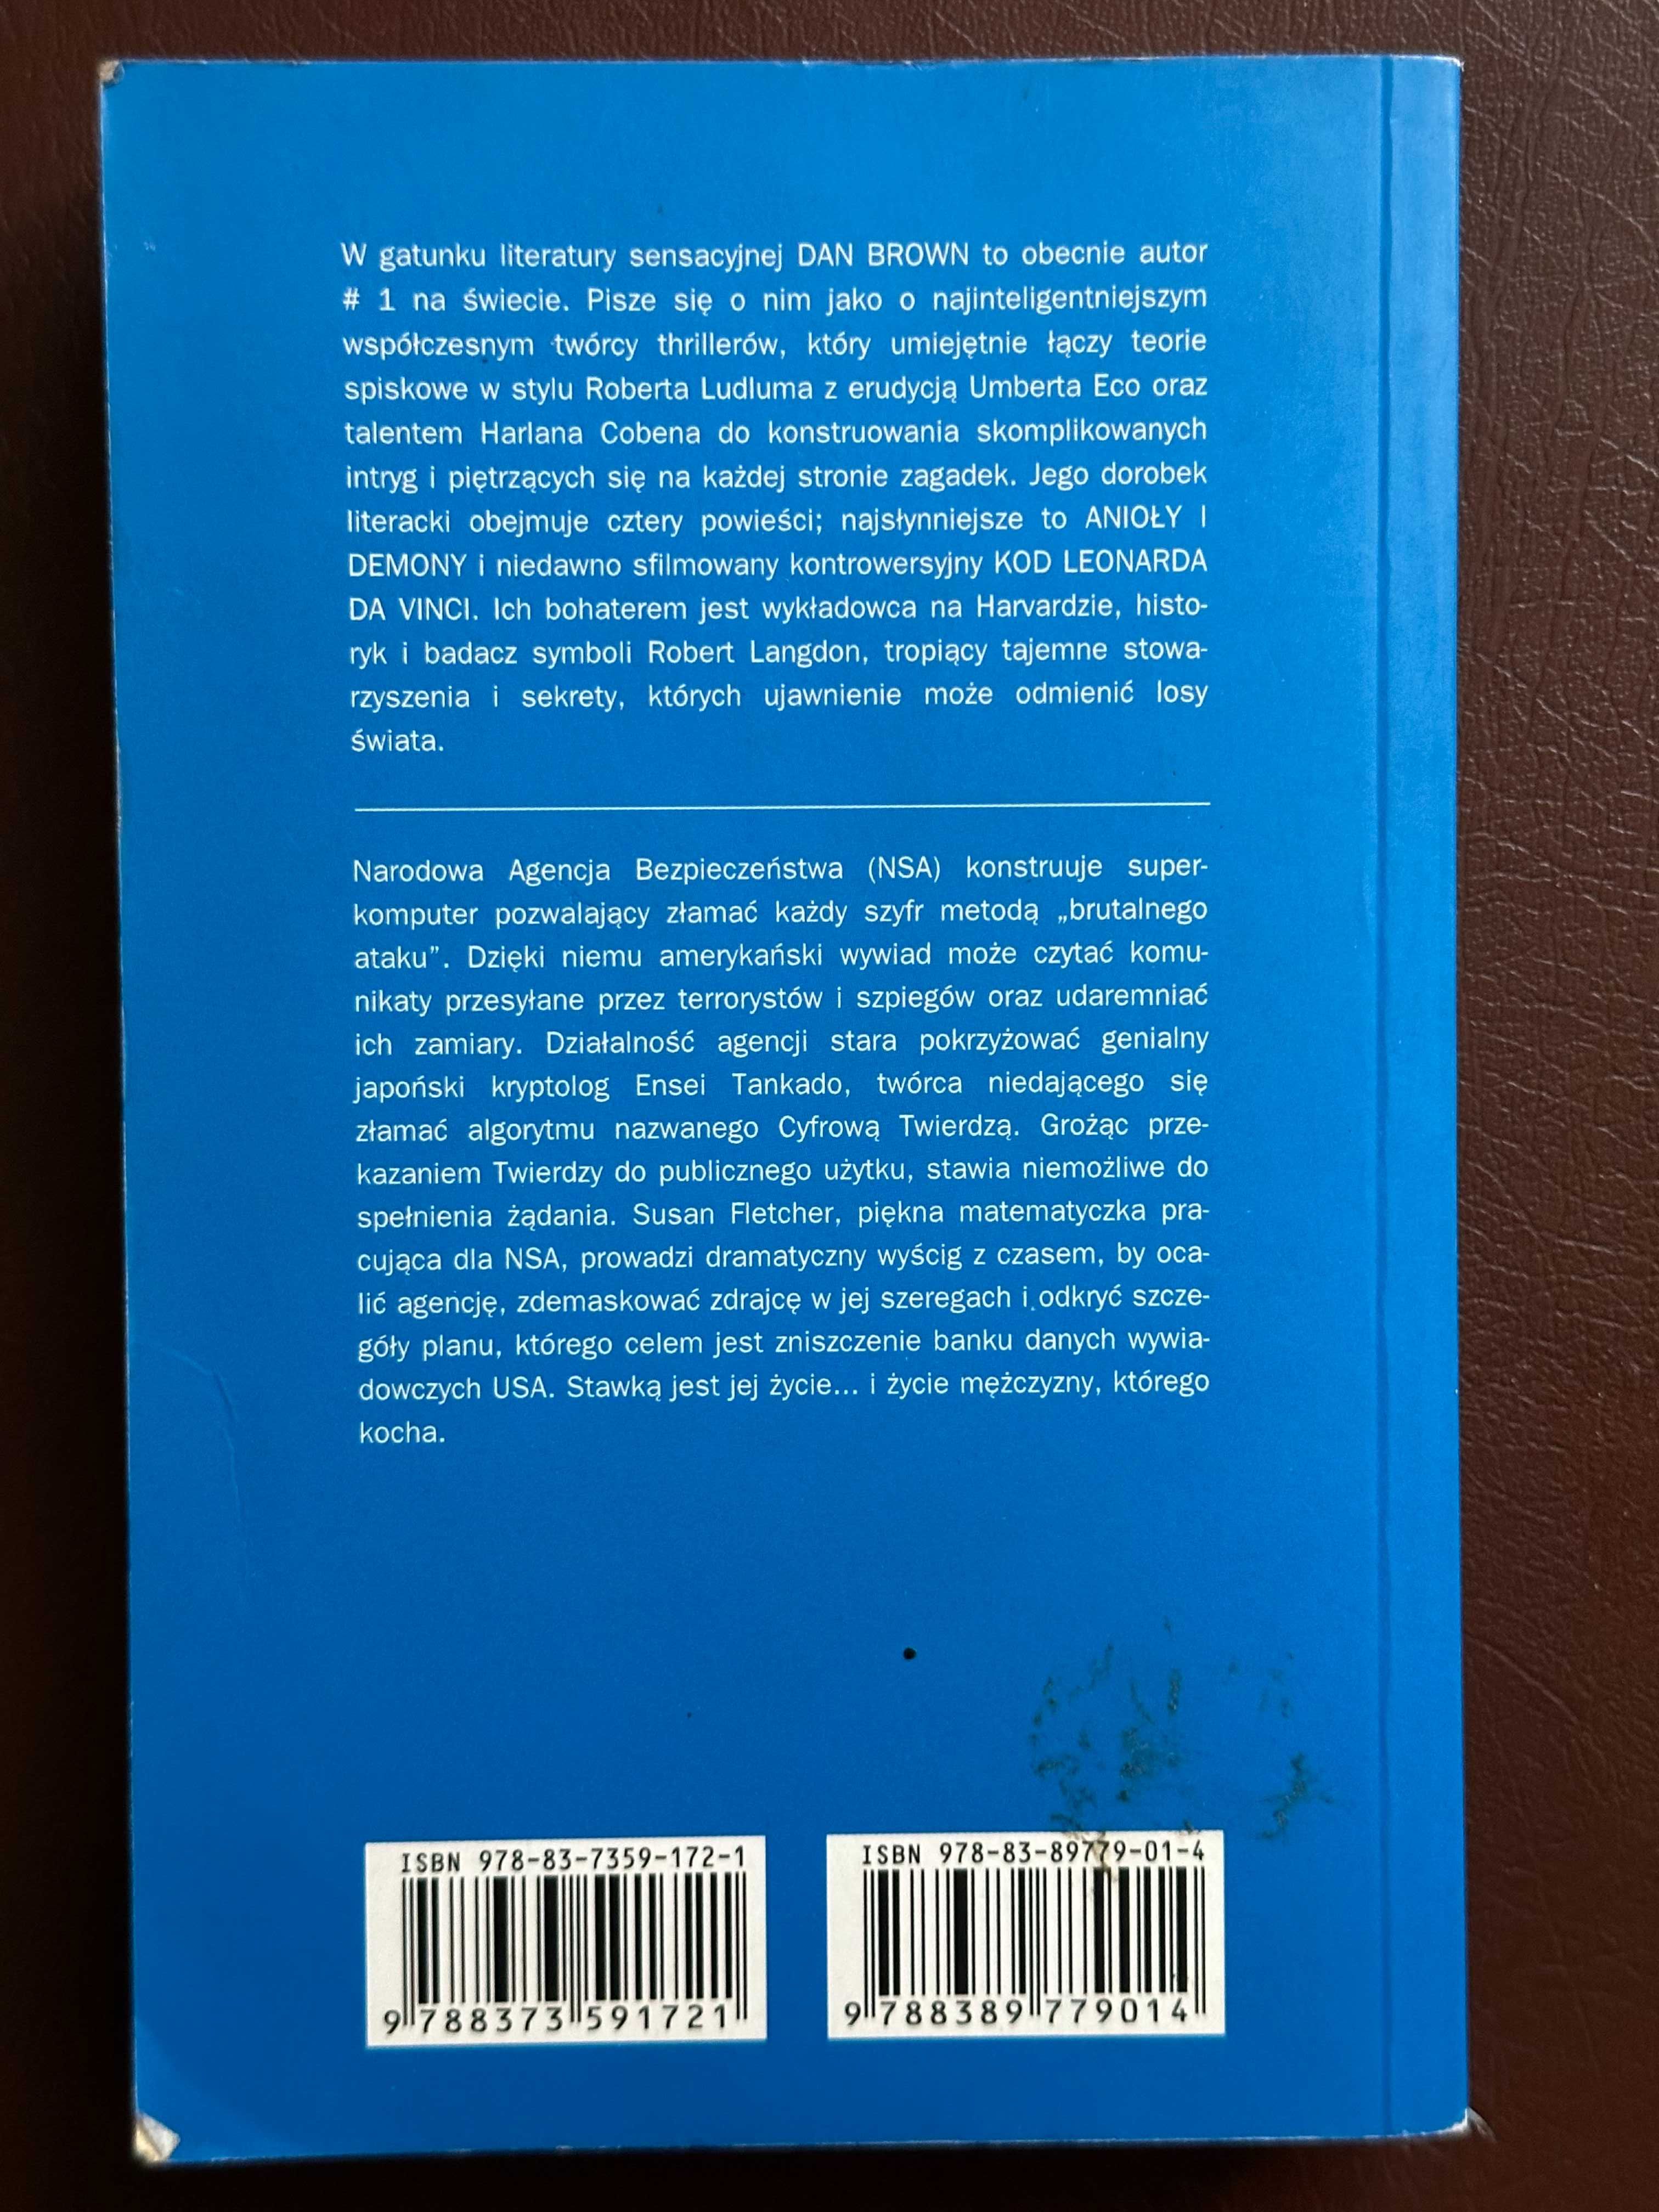 W gatunku literatury sensacyjnej DAN BROWN to obecnie autor
# 1 na świecie. Pisze się o nim jako o najinteligentniejszym
współczesnym twórcy thrillerów, który umiejętnie łączy teorie
spiskowe w stylu Roberta Ludluma z erudycją Umberta Eco oraz
talentem Harlana Cobena do konstruowania skomplikowanych
intryg i piętrzących się na każdej stronie zagadek. Jego dorobek
literacki obejmuje cztery powieści; najsłynniejsze to ANIOŁY I
DEMONY i niedawno sfilmowany kontrowersyjny KOD LEONARDA
DA VINCI. Ich bohaterem jest wykładowca na Harvardzie, histo-
ryk i badacz symboli Robert Langdon, tropiący tajemne stowa-
rzyszenia i sekrety, których ujawnienie może odmienić losy
świata.
Narodowa Agencja Bezpieczeństwa (NSA) konstruuje super-
komputer pozwalający złamać każdy szyfr metodą „brutalnego
ataku”. Dzięki niemu amerykański wywiad może czytać komu-
nikaty przesyłane przez terrorystów i szpiegów oraz udaremniać
ich zamiary. Działalność agencji stara pokrzyżować genialny
japoński kryptolog Ensei Tankado, twórca niedającego się
złamać algorytmu nazwanego Cyfrową Twierdzą. Grożąc prze-
kazaniem Twierdzy do publicznego użytku, stawia niemożliwe do
spełnienia żądania. Susan Fletcher, piękna matematyczka pra-
cująca dla NSA, prowadzi dramatyczny wyścig z czasem, by oca-
lić agencję, zdemaskować zdrajcę w jej szeregach i odkryć szcze-
góły planu, którego celem jest zniszczenie banku danych wywia-
dowczych USA. Stawką jest jej życie... i życie mężczyzny, którego
kocha.
ISBN 978-83-7359-172-1
9 788373 591721
ISBN 978-83-89779-01-4
9 788389 779014